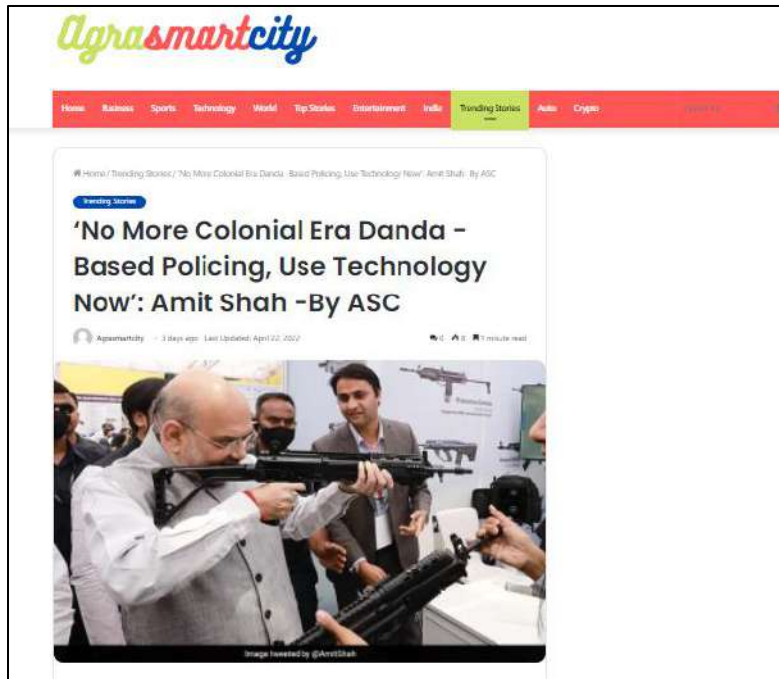 Agrasmartcity
Home Business Sports Technology World Top Stories Entertainment Indie Trending Stories Auto Crypto
Home / Trending Stories / 'No More Colonial Era Danda -Based Policing, Use Technology Now': Amit Shah -By ASC
Trending Stories
‘No More Colonial Era Danda -
Based Policing, Use Technology
Now’: Amit Shah -By ASC
Agrasmartcity - 3 days ago Last Updated: April 22, 2022 0 8 1 minute read
Image tweeted by @AmitShah